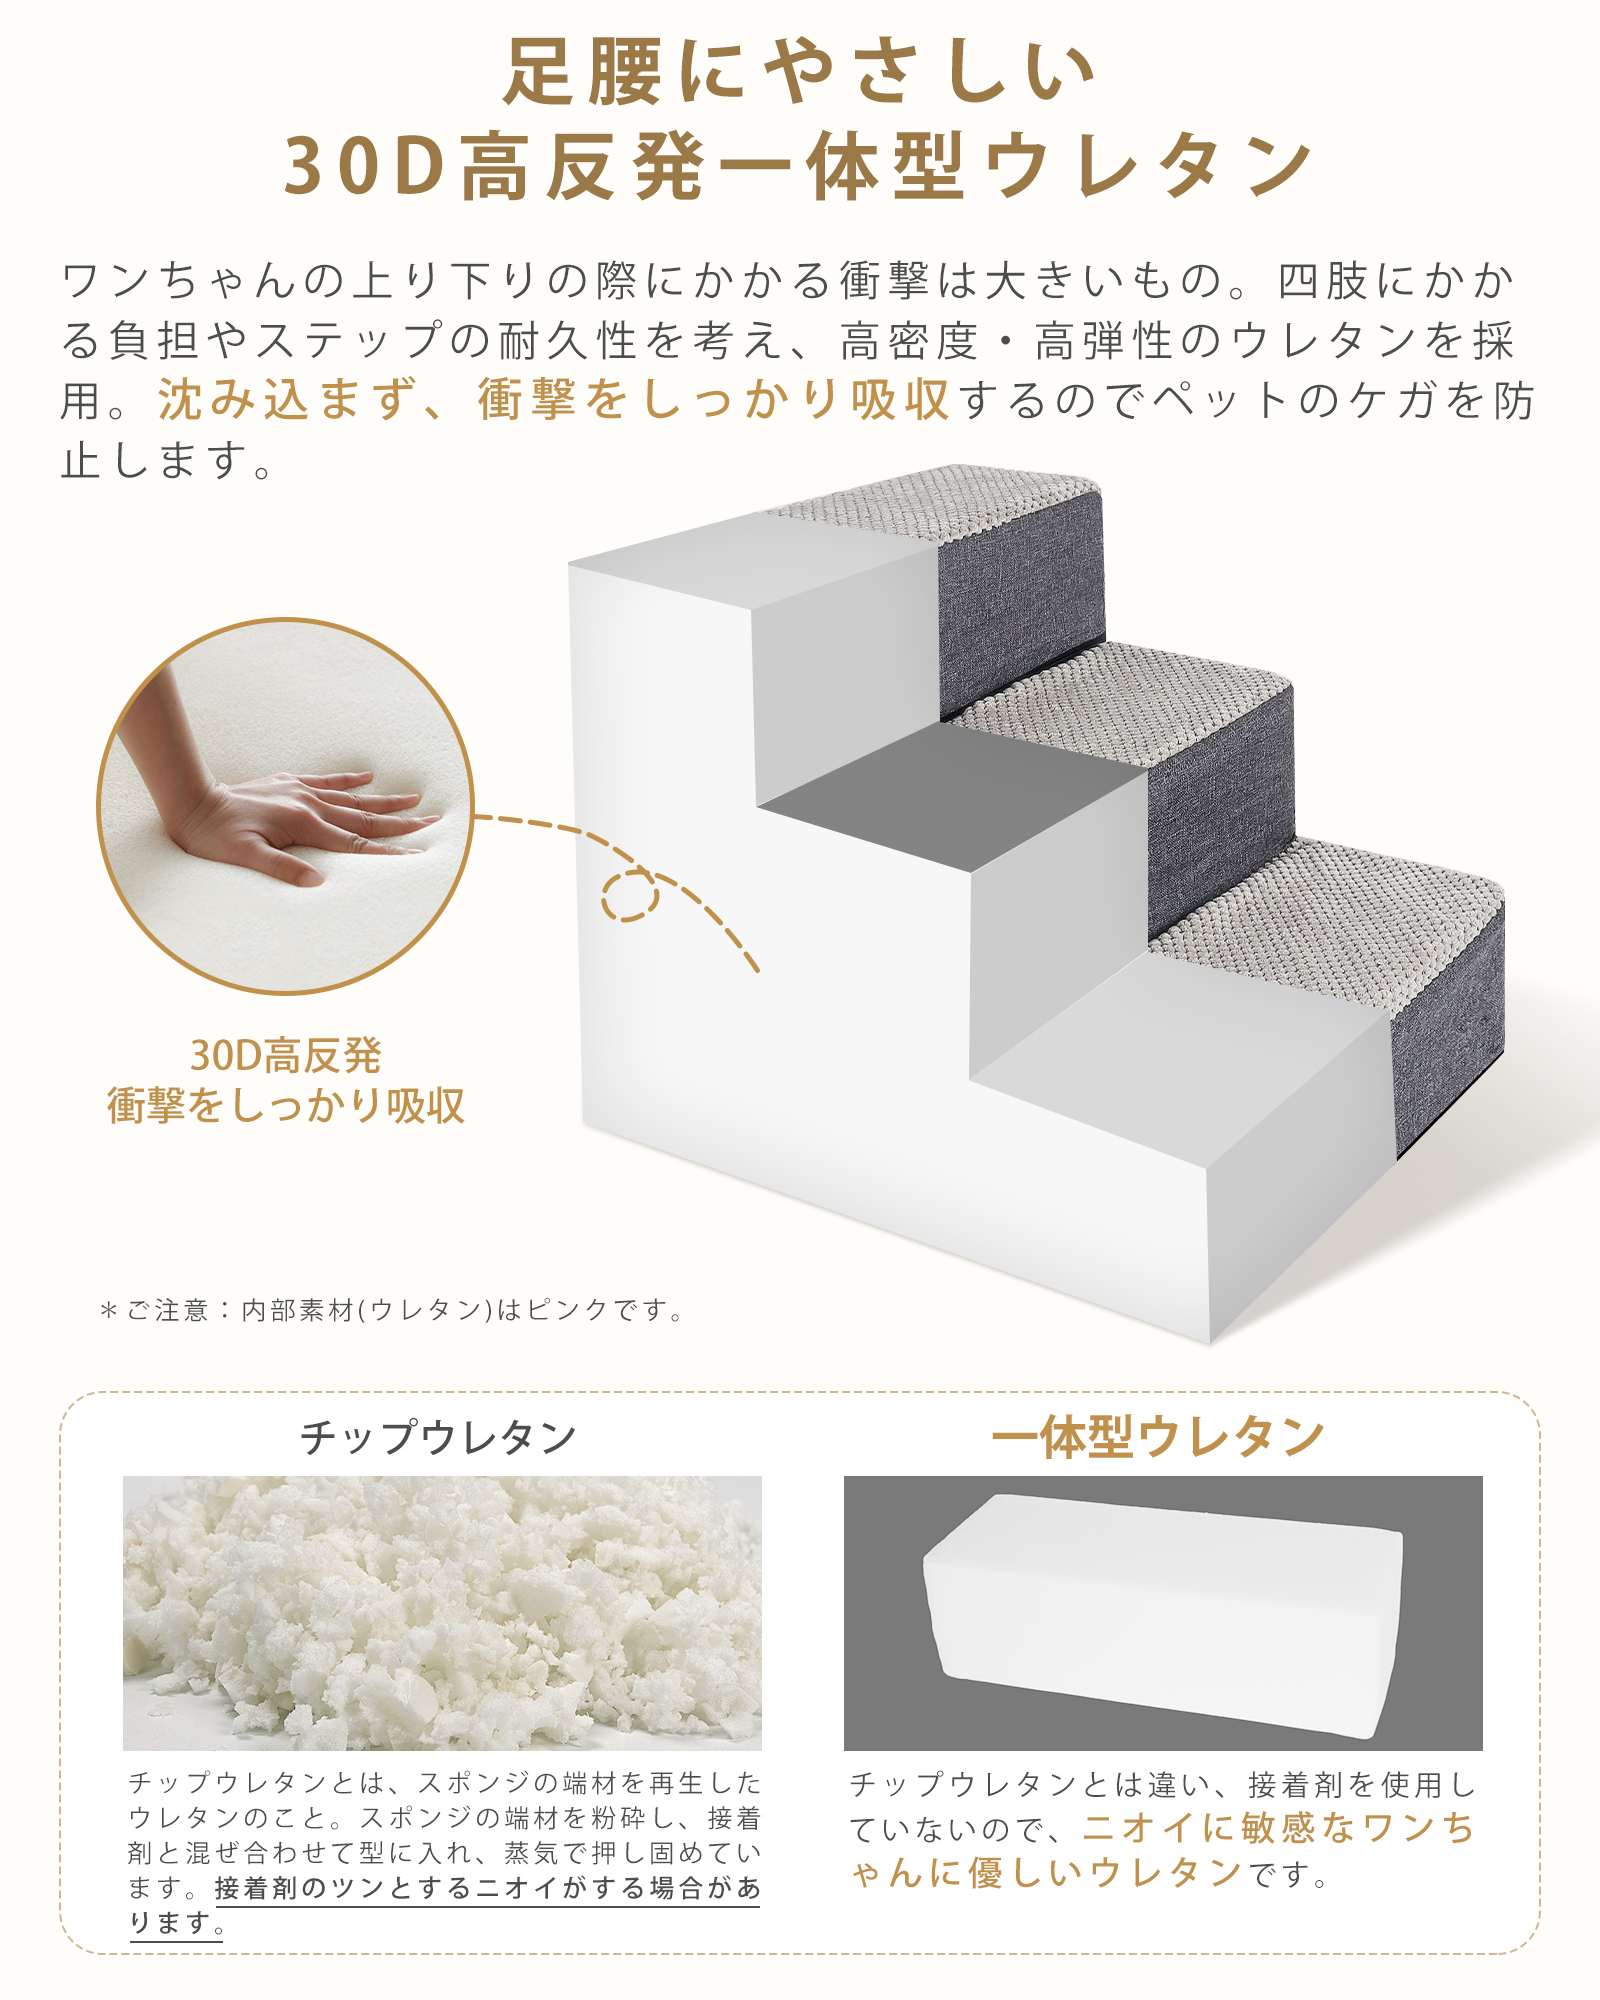 足腰にやさしい
30D高反発一体型ウレタン
ワンちゃんの上り下りの際にかかる衝撃は大きいもの。四肢にかか
る負担やステップの耐久性を考え、高密度・高弾性のウレタンを採
用。沈み込まず、衝撃をしっかり吸収するのでペットのケガを防
止します。
30D高反発
衝撃をしっかり吸収
＊ご注意：内部素材(ウレタン)はピンクです。
チップウレタン
チップウレタンとは、スポンジの端材を再生した
ウレタンのこと。スポンジの端材を粉砕し、接着
剤と混ぜ合わせて型に入れ、蒸気で押し固めてい
ます。接着剤のツンとするニオイがする場合があ
ります。
一体型ウレタン
チップウレタンとは違い、接着剤を使用し
ていないので、ニオイに敏感なワンち
ゃんに優しいウレタンです。